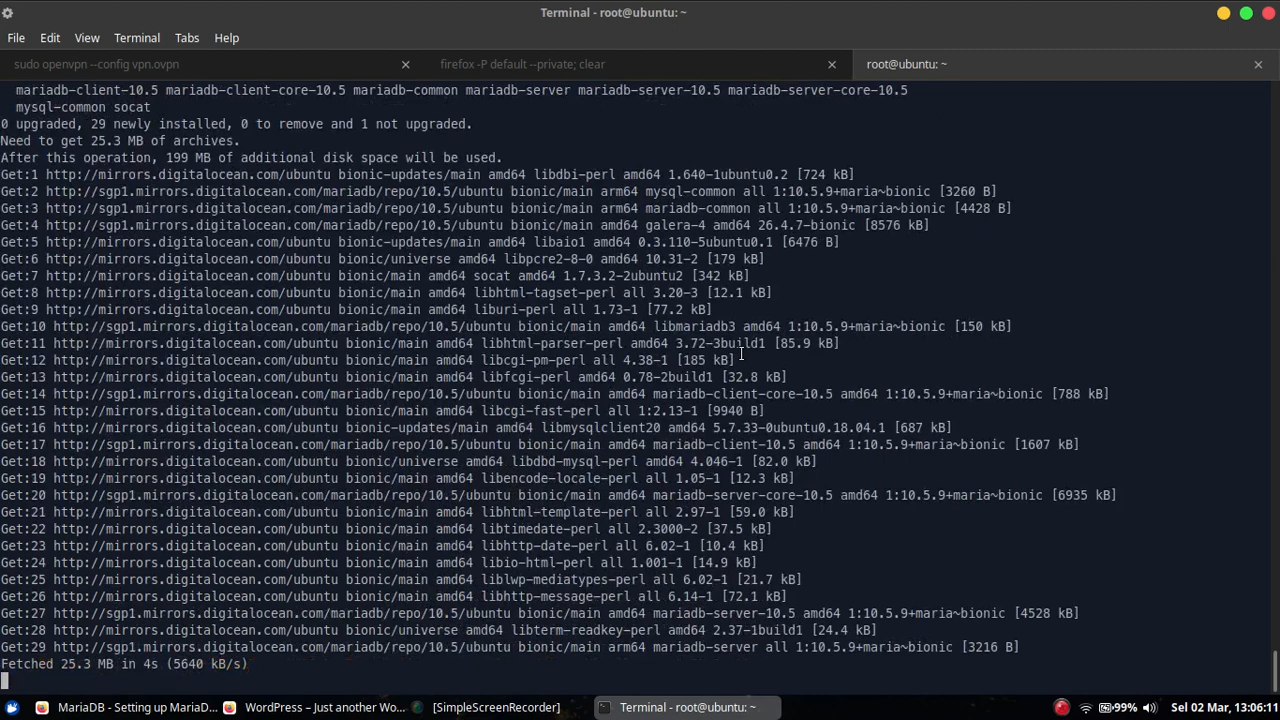 Terminal - root@ubuntu: ~
File Edit View Terminal Tabs Help
sudo openvpn --config vpn.ovpn
firefox -P default --private; clear
root@ubuntu: ~
mariadb-client-10.5 mariadb-client-core-10.5 mariadb-common mariadb-server mariadb-server-10.5 mariadb-server-core-10.5
mysql-common socat
0 upgraded, 29 newly installed, 0 to remove and 1 not upgraded.
Need to get 25.3 MB of archives.
After this operation, 199 MB of additional disk space will be used.
Get:1 http://mirrors.digitalocean.com/ubuntu bionic-updates/main amd64 libdbi-perl amd64 1.640-1ubuntu0.2 [724 kB]
Get:2 http://sgp1.mirrors.digitalocean.com/mariadb/repo/10.5/ubuntu bionic/main arm64 mysql-common all 1:10.5.9+maria~bionic [3260 B]
Get:3 http://sgp1.mirrors.digitalocean.com/mariadb/repo/10.5/ubuntu bionic/main arm64 mariadb-common all 1:10.5.9+maria~bionic [4428 B]
Get:4 http://sgp1.mirrors.digitalocean.com/mariadb/repo/10.5/ubuntu bionic/main amd64 galera-4 amd64 26.4.7-bionic [8576 kB]
Get:5 http://mirrors.digitalocean.com/ubuntu bionic-updates/main amd64 libaio1 amd64 0.3.110-5ubuntu0.1 [6476 B]
Get:6 http://mirrors.digitalocean.com/ubuntu bionic/universe amd64 libpcre2-8-0 amd64 10.31-2 [179 kB]
Get:7 http://mirrors.digitalocean.com/ubuntu bionic/main amd64 socat amd64 1.7.3.2-2ubuntu2 [342 kB]
Get:8 http://mirrors.digitalocean.com/ubuntu bionic/main amd64 libhtml-tagset-perl all 3.20-3 [12.1 kB]
Get:9 http://mirrors.digitalocean.com/ubuntu bionic/main amd64 liburi-perl all 1.73-1 [77.2 kB]
Get:10 http://sgp1.mirrors.digitalocean.com/mariadb/repo/10.5/ubuntu bionic/main amd64 libmariadb3 amd64 1:10.5.9+maria~bionic [150 kB]
Get:11 http://mirrors.digitalocean.com/ubuntu bionic/main amd64 libhtml-parser-perl amd64 3.72-3build1 [85.9 kB]
Get:12 http://mirrors.digitalocean.com/ubuntu bionic/main amd64 libcgi-pm-perl all 4.38-1 [185 kB]
Get:13 http://mirrors.digitalocean.com/ubuntu bionic/main amd64 libfcgi-perl amd64 0.78-2build1 [32.8 kB]
Get:14 http://sgp1.mirrors.digitalocean.com/mariadb/repo/10.5/ubuntu bionic/main amd64 mariadb-client-core-10.5 amd64 1:10.5.9+maria~bionic [788 kB]
Get:15 http://mirrors.digitalocean.com/ubuntu bionic/main amd64 libcgi-fast-perl all 1:2.13-1 [9940 B]
Get:16 http://mirrors.digitalocean.com/ubuntu bionic-updates/main amd64 libmysqlclient20 amd64 5.7.33-0ubuntu0.18.04.1 [687 kB]
Get:17 http://sgp1.mirrors.digitalocean.com/mariadb/repo/10.5/ubuntu bionic/main amd64 mariadb-client-10.5 amd64 1:10.5.9+maria~bionic [1607 kB]
Get:18 http://mirrors.digitalocean.com/ubuntu bionic/universe amd64 libdbd-mysql-perl amd64 4.046-1 [82.0 kB]
Get:19 http://mirrors.digitalocean.com/ubuntu bionic/main amd64 libencode-locale-perl all 1.05-1 [12.3 kB]
Get:20 http://sgp1.mirrors.digitalocean.com/mariadb/repo/10.5/ubuntu bionic/main amd64 mariadb-server-core-10.5 amd64 1:10.5.9+maria~bionic [6935 kB]
Get:21 http://mirrors.digitalocean.com/ubuntu bionic/main amd64 libhtml-template-perl all 2.97-1 [59.0 kB]
Get:22 http://mirrors.digitalocean.com/ubuntu bionic/main amd64 libtimedate-perl all 2.3000-2 [37.5 kB]
Get:23 http://mirrors.digitalocean.com/ubuntu bionic/main amd64 libhttp-date-perl all 6.02-1 [10.4 kB]
Get:24 http://mirrors.digitalocean.com/ubuntu bionic/main amd64 libio-html-perl all 1.001-1 [14.9 kB]
Get:25 http://mirrors.digitalocean.com/ubuntu bionic/main amd64 liblwp-mediatypes-perl all 6.02-1 [21.7 kB]
Get:26 http://mirrors.digitalocean.com/ubuntu bionic/main amd64 libhttp-message-perl all 6.14-1 [72.1 kB]
Get:27 http://sgp1.mirrors.digitalocean.com/mariadb/repo/10.5/ubuntu bionic/main amd64 mariadb-server-10.5 amd64 1:10.5.9+maria~bionic [4528 kB]
Get:28 http://mirrors.digitalocean.com/ubuntu bionic/universe amd64 libterm-readkey-perl amd64 2.37-1build1 [24.4 kB]
Get:29 http://sgp1.mirrors.digitalocean.com/mariadb/repo/10.5/ubuntu bionic/main amd64 mariadb-server all 1:10.5.9+maria~bionic [3216 B]
Fetched 25.3 MB in 4s (5640 kB/s)
MariaDB - Setting up MariaD... WordPress – Just another Wo... [SimpleScreenRecorder] Terminal - root@ubuntu: ~ 99% Sel 02 Mar, 13:06:11